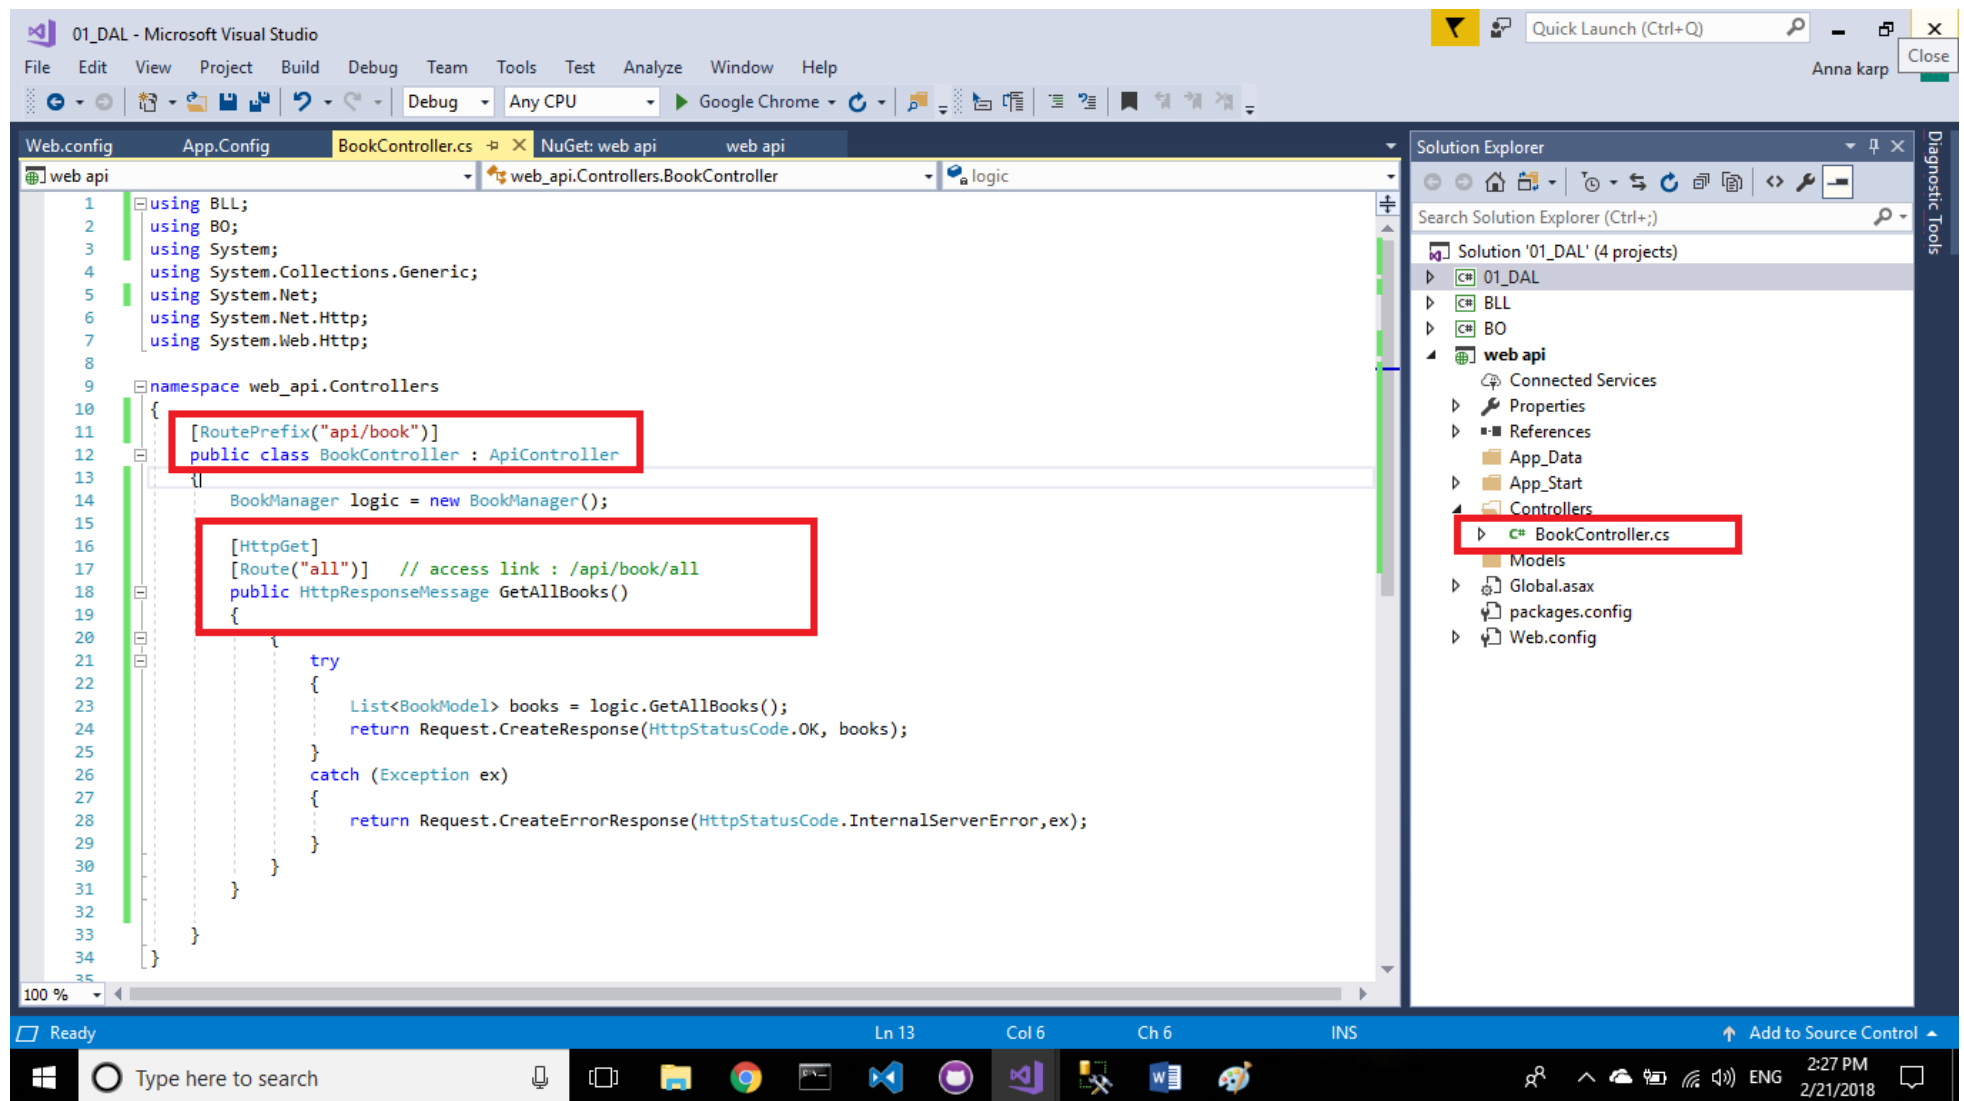 01_DAL - Microsoft Visual Studio
Quick Launch (Ctrl+Q)
Close
File Edit View Project Build Debug Team Tools Test Analyze Window Help
Anna karp
Debug Any CPU Google Chrome
Web.config App.Config BookController.cs NuGet: web api web api
web api web_api.Controllers.BookController logic
1 using BLL;
2 using BO;
3 using System;
4 using System.Collections.Generic;
5 using System.Net;
6 using System.Net.Http;
7 using System.Web.Http;
8
9 namespace web_api.Controllers
10 {
11 [RoutePrefix("api/book")]
12 public class BookController : ApiController
13 {
14 BookManager logic = new BookManager();
15
16 [HttpGet]
17 [Route("all")] // access link : /api/book/all
18 public HttpResponseMessage GetAllBooks()
19 {
20 {
21 try
22 {
23 List<BookModel> books = logic.GetAllBooks();
24 return Request.CreateResponse(HttpStatusCode.OK, books);
25 }
26 catch (Exception ex)
27 {
28 return Request.CreateErrorResponse(HttpStatusCode.InternalServerError,ex);
29 }
30 }
31 }
32
33 }
34 }
35
100 %
Solution Explorer
Search Solution Explorer (Ctrl+;)
Solution '01_DAL' (4 projects)
C# 01_DAL
C# BLL
C# BO
web api
Connected Services
Properties
References
App_Data
App_Start
Controllers
C# BookController.cs
Models
Global.asax
packages.config
Web.config
Diagnostic Tools
Ready Ln 13 Col 6 Ch 6 INS Add to Source Control
Type here to search
ENG
2:27 PM
2/21/2018